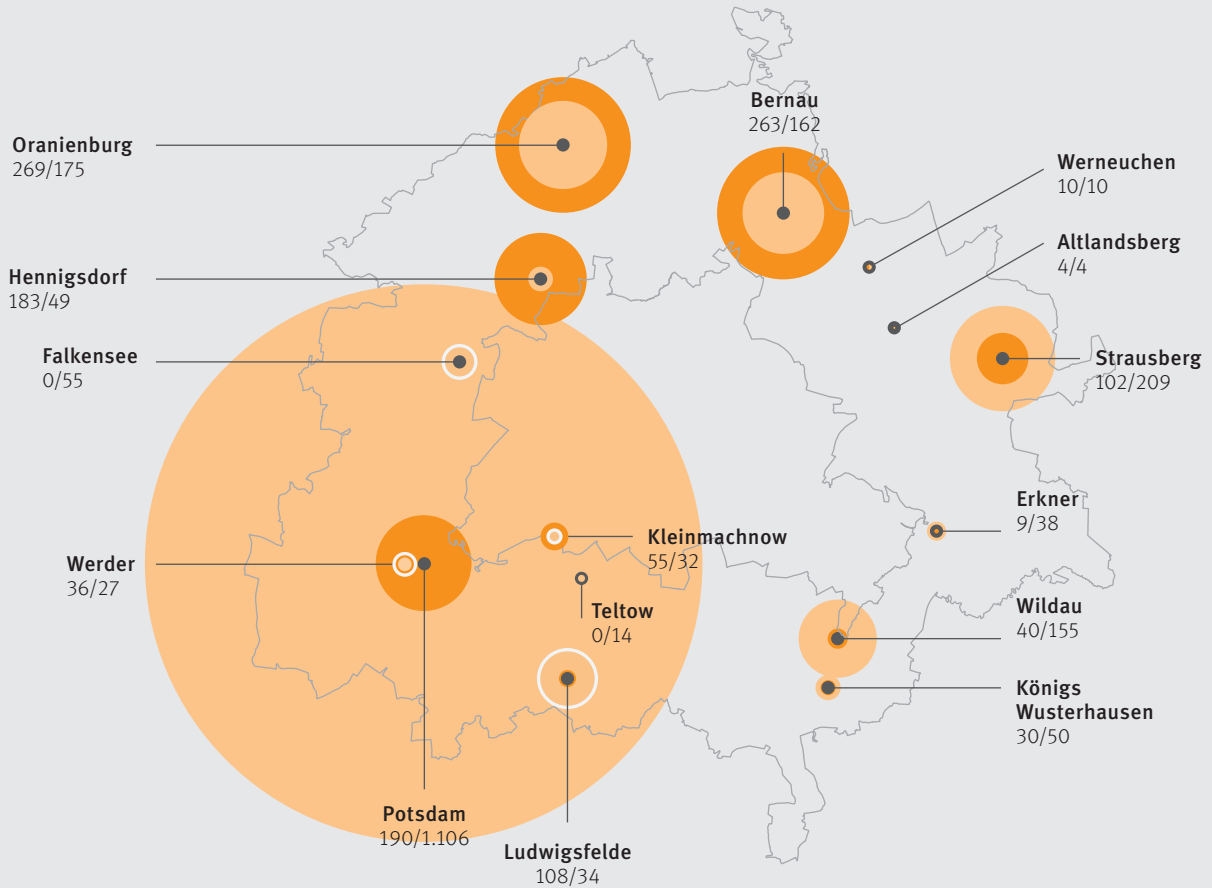 Bernau
263/162
Oranienburg
269/175
Werneuchen
10/10
Altlandsberg
4/4
Hennigsdorf
183/49
Falkensee
0/55
Strausberg
102/209
Erkner
9/38
Kleinmachnow
55/32
Werder
36/27
Teltow
0/14
Wildau
40/155
Königs
Wusterhausen
30/50
Potsdam
190/1.106
Ludwigsfelde
108/34